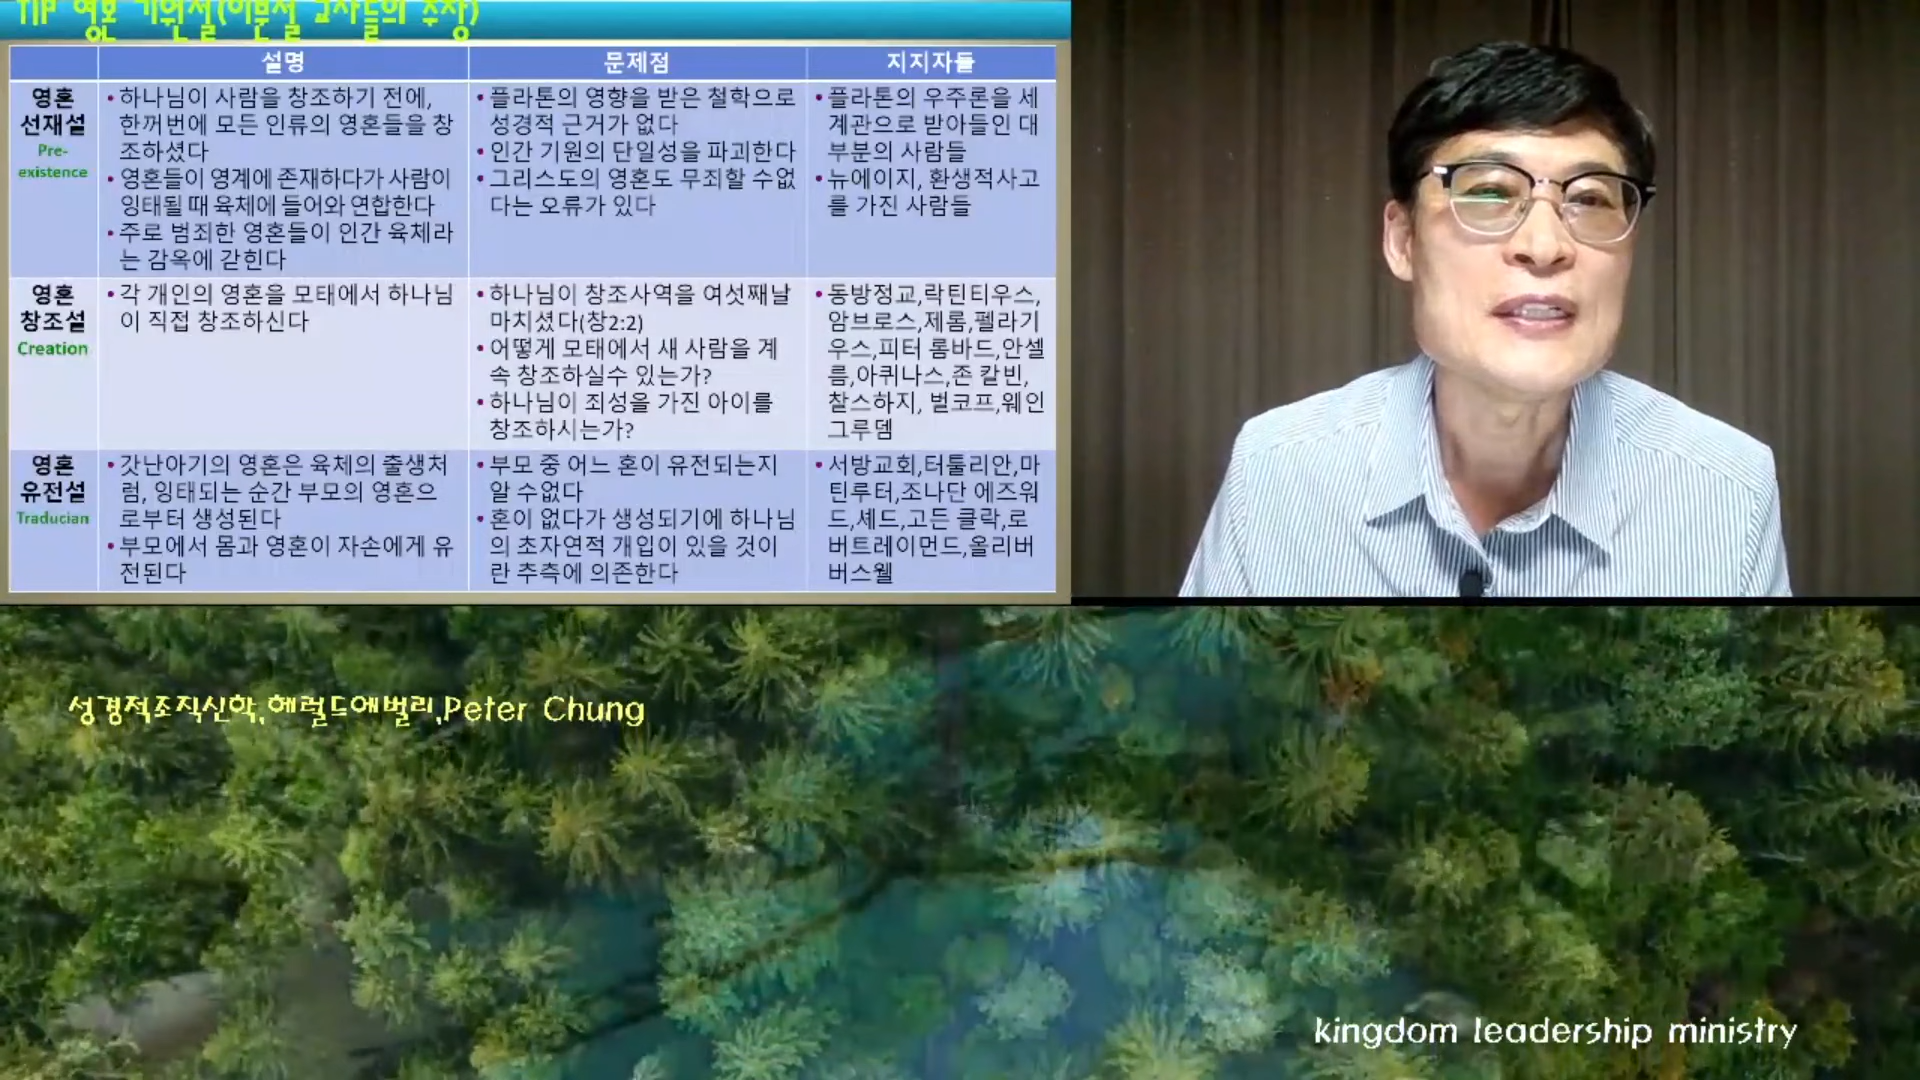 TIP 영혼 기원설(이분설 교사들의 주장)
설명 문제점 지지자들
영혼
선재설
Pre-
existence
• 하나님이 사람을 창조하기 전에,
한꺼번에 모든 인류의 영혼들을 창
조하셨다
• 영혼들이 영계에 존재하다가 사람이
잉태될 때 육체에 들어와 연합한다
• 주로 범죄한 영혼들이 인간 육체라
는 감옥에 갇힌다
• 플라톤의 영향을 받은 철학으로
성경적 근거가 없다
• 인간 기원의 단일성을 파괴한다
• 그리스도의 영혼도 무죄할 수없
다는 오류가 있다
• 플라톤의 우주론을 세
계관으로 받아들인 대
부분의 사람들
• 뉴에이지, 환생적사고
를 가진 사람들
영혼
창조설
Creation
• 각 개인의 영혼을 모태에서 하나님
이 직접 창조하신다
• 하나님이 창조사역을 여섯째날
마치셨다(창2:2)
• 어떻게 모태에서 새 사람을 계
속 창조하실수 있는가?
• 하나님이 죄성을 가진 아이를
창조하시는가?
• 동방정교,락틴티우스,
암브로스,제롬,펠라기
우스,피터 롬바드,안셀
름,아퀴나스,존 칼빈,
찰스하지, 벌코프,웨인
그루뎀
영혼
유전설
Traducian
• 갓난아기의 영혼은 육체의 출생처
럼, 잉태되는 순간 부모의 영혼으
로부터 생성된다
• 부모에서 몸과 영혼이 자손에게 유
전된다
• 부모 중 어느 혼이 유전되는지
알 수없다
• 혼이 없다가 생성되기에 하나님
의 초자연적 개입이 있을 것이
란 추측에 의존한다
• 서방교회,터툴리안,마
틴루터,조나단 에즈워
드,셰드,고든 클락,로
버트레이먼드,올리버
버스웰
성경적조직신학,해럴드에벌리,Peter Chung
kingdom leadership ministry